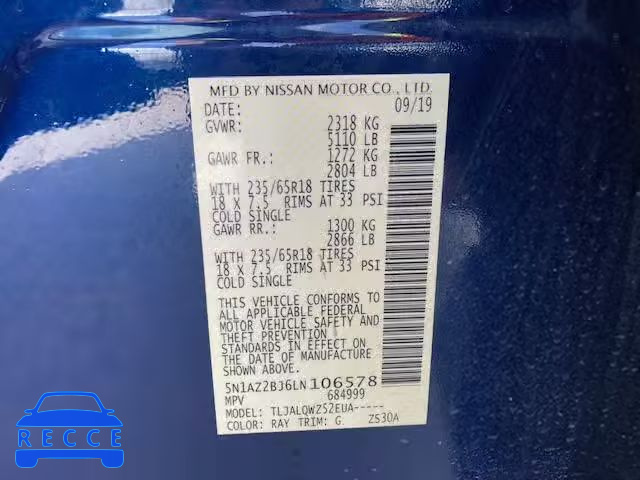 MFD BY NISSAN MOTOR CO., LTD.
DATE: 09/19
GVWR: 2318 KG
5110 LB
GAWR FR.: 1272 KG
2804 LB
WITH 235/65R18 TIRES
18 X 7.5 RIMS AT 33 PSI
COLD SINGLE
GAWR RR.: 1300 KG
2866 LB
WITH 235/65R18 TIRES
18 X 7.5 RIMS AT 33 PSI
COLD SINGLE
THIS VEHICLE CONFORMS TO
ALL APPLICABLE FEDERAL
MOTOR VEHICLE SAFETY AND
THEFT PREVENTION
STANDARDS IN EFFECT ON
THE DATE OF MANUFACTURE
SHOWN ABOVE.
5N1AZ2BJ6LN106578
MPV 684999
MODEL: TLJALQWZ52EUA-----
COLOR: RAY TRIM: G Z530A
RECCE